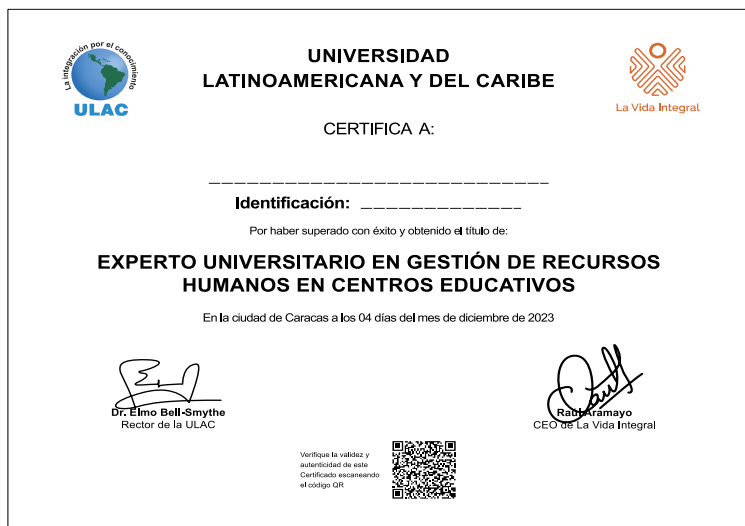 La integración por el conocimiento
ULAC
UNIVERSIDAD
LATINOAMERICANA Y DEL CARIBE
La Vida Integral
CERTIFICA A:
Identificación:
Por haber superado con éxito y obtenido el título de:
EXPERTO UNIVERSITARIO EN GESTIÓN DE RECURSOS
HUMANOS EN CENTROS EDUCATIVOS
En la ciudad de Caracas a los 04 días del mes de diciembre de 2023
Dr. Elmo Bell-Smythe
Rector de la ULAC
Raúl Aramayo
CEO de La Vida Integral
Verifique la validez y
autenticidad de este
Certificado escaneando
el código QR